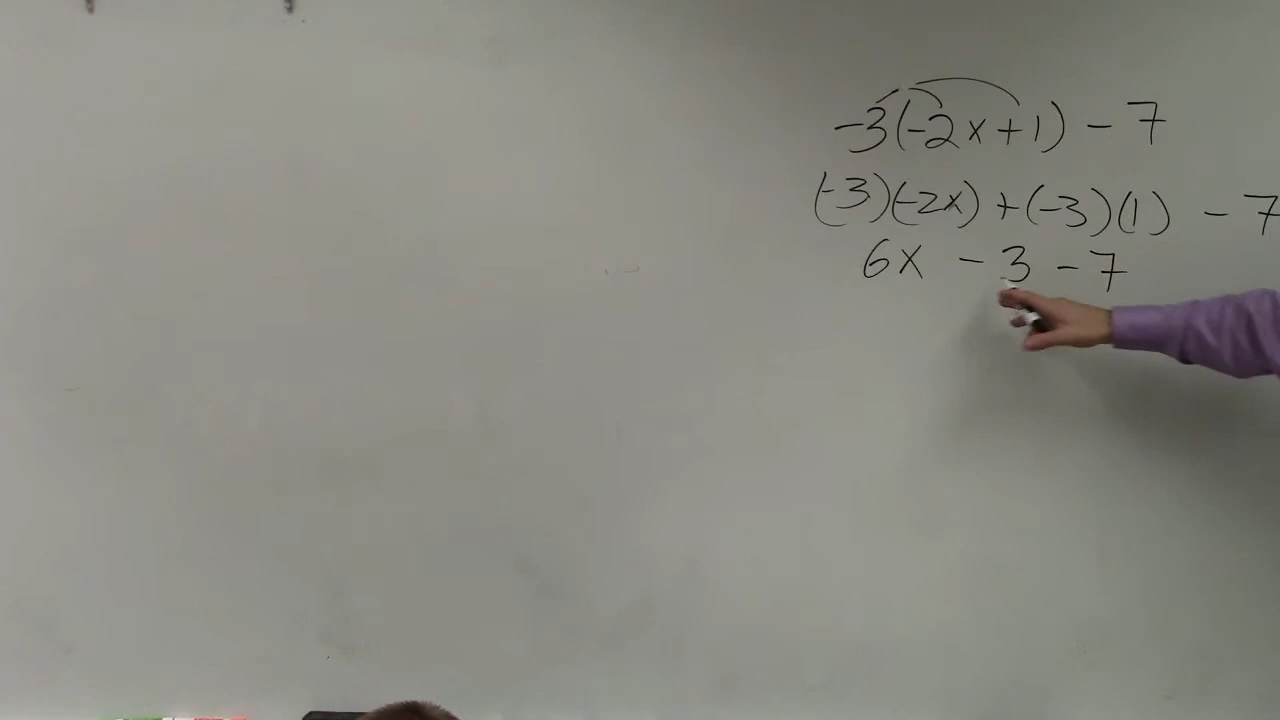 -3(-2x+1) - 7
(-3)(-2x) + (-3)(1) - 7
6x - 3 - 7